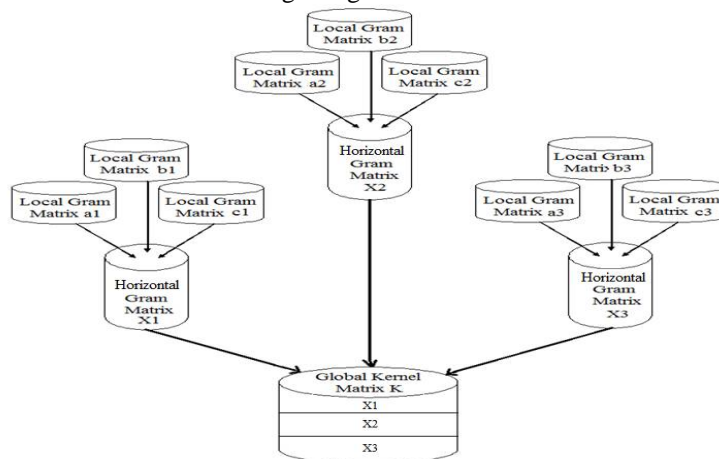 Local Gram
Matrix b2
Local Gram
Matrix a2
Local Gram
Matrix c2
Horizontal
Gram
Matrix
X2
Local Gram
Matrix b1
Local Gram
Matrix a1
Local Gram
Matrix c1
Horizontal
Gram
Matrix
X1
Local Gram
Matrix b3
Local Gram
Matrix a3
Local Gram
Matrix c3
Horizontal
Gram
Matrix
X3
Global Kernel
Matrix K
X1
X2
X3